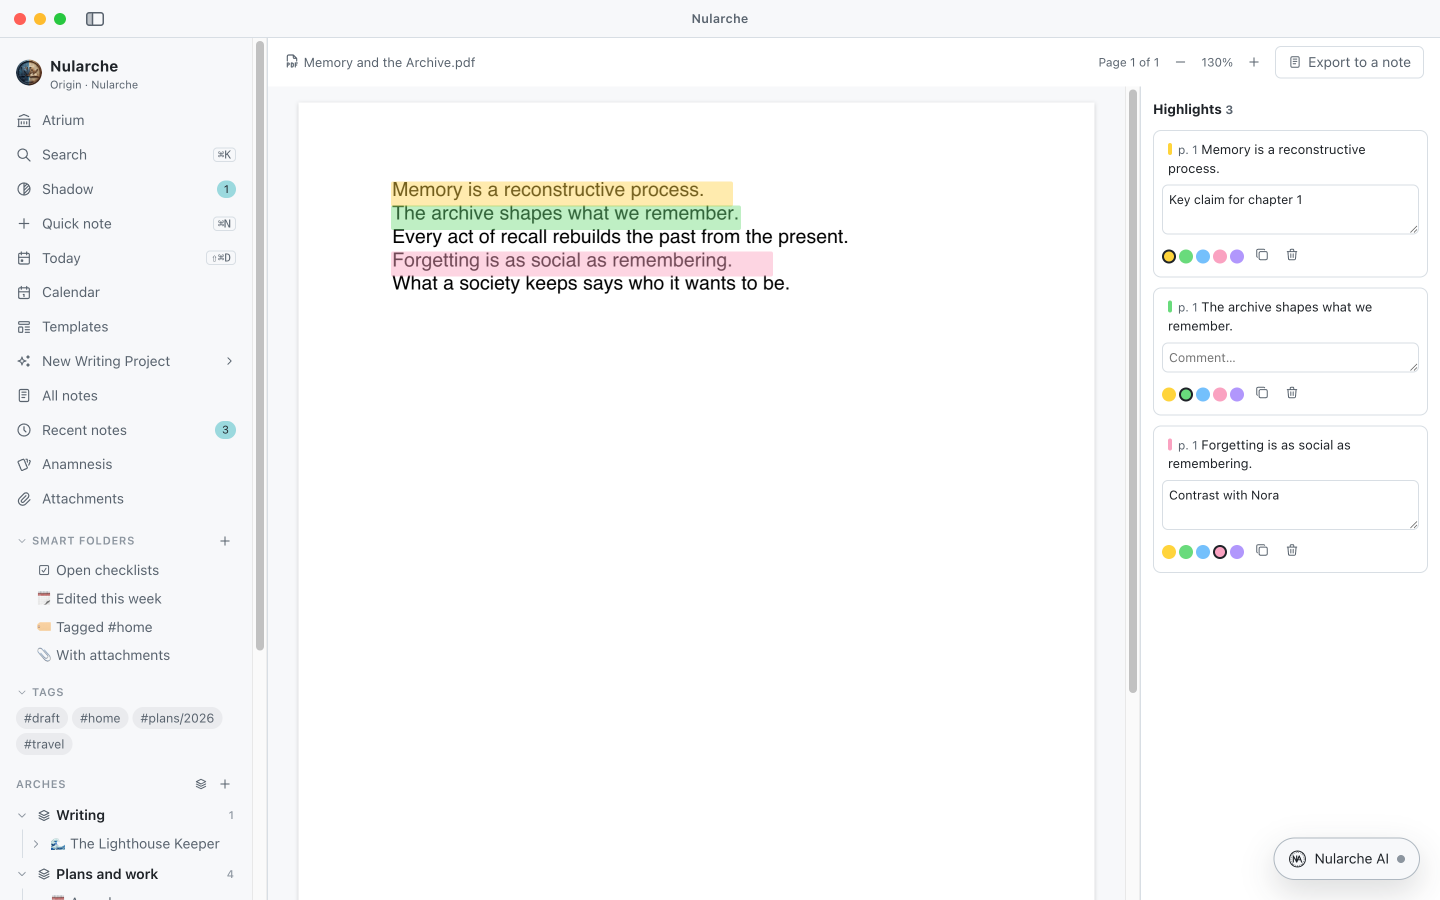 Nularche
Nularche
Origin · Nularche
Atrium
Search ⌘K
Shadow 1
Quick note ⌘N
Today ⇧⌘D
Calendar
Templates
New Writing Project
All notes
Recent notes 3
Anamnesis
Attachments
SMART FOLDERS
Open checklists
Edited this week
Tagged #home
With attachments
TAGS
#draft #home #plans/2026
#travel
ARCHES
Writing 1
The Lighthouse Keeper
Plans and work 4
PDF Memory and the Archive.pdf
Page 1 of 1 − 130% + Export to a note
Memory is a reconstructive process.
The archive shapes what we remember.
Every act of recall rebuilds the past from the present.
Forgetting is as social as remembering.
What a society keeps says who it wants to be.
Highlights 3
p. 1 Memory is a reconstructive
process.
Key claim for chapter 1
p. 1 The archive shapes what we
remember.
Comment...
p. 1 Forgetting is as social as
remembering.
Contrast with Nora
Nularche AI